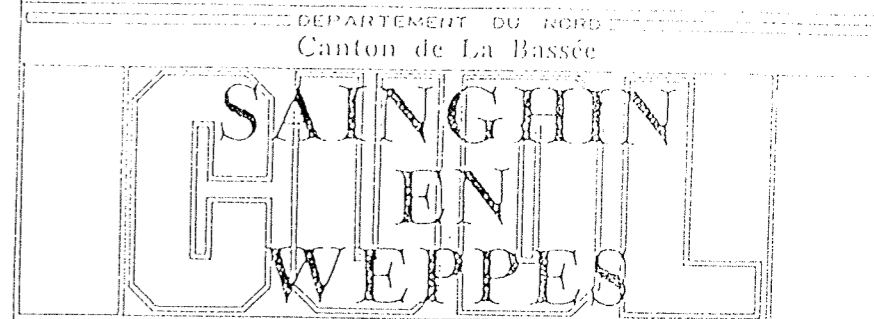 DEPARTEMENT DU NORD
Canton de La Bassée
SAINGHIN
EN
WEPPES